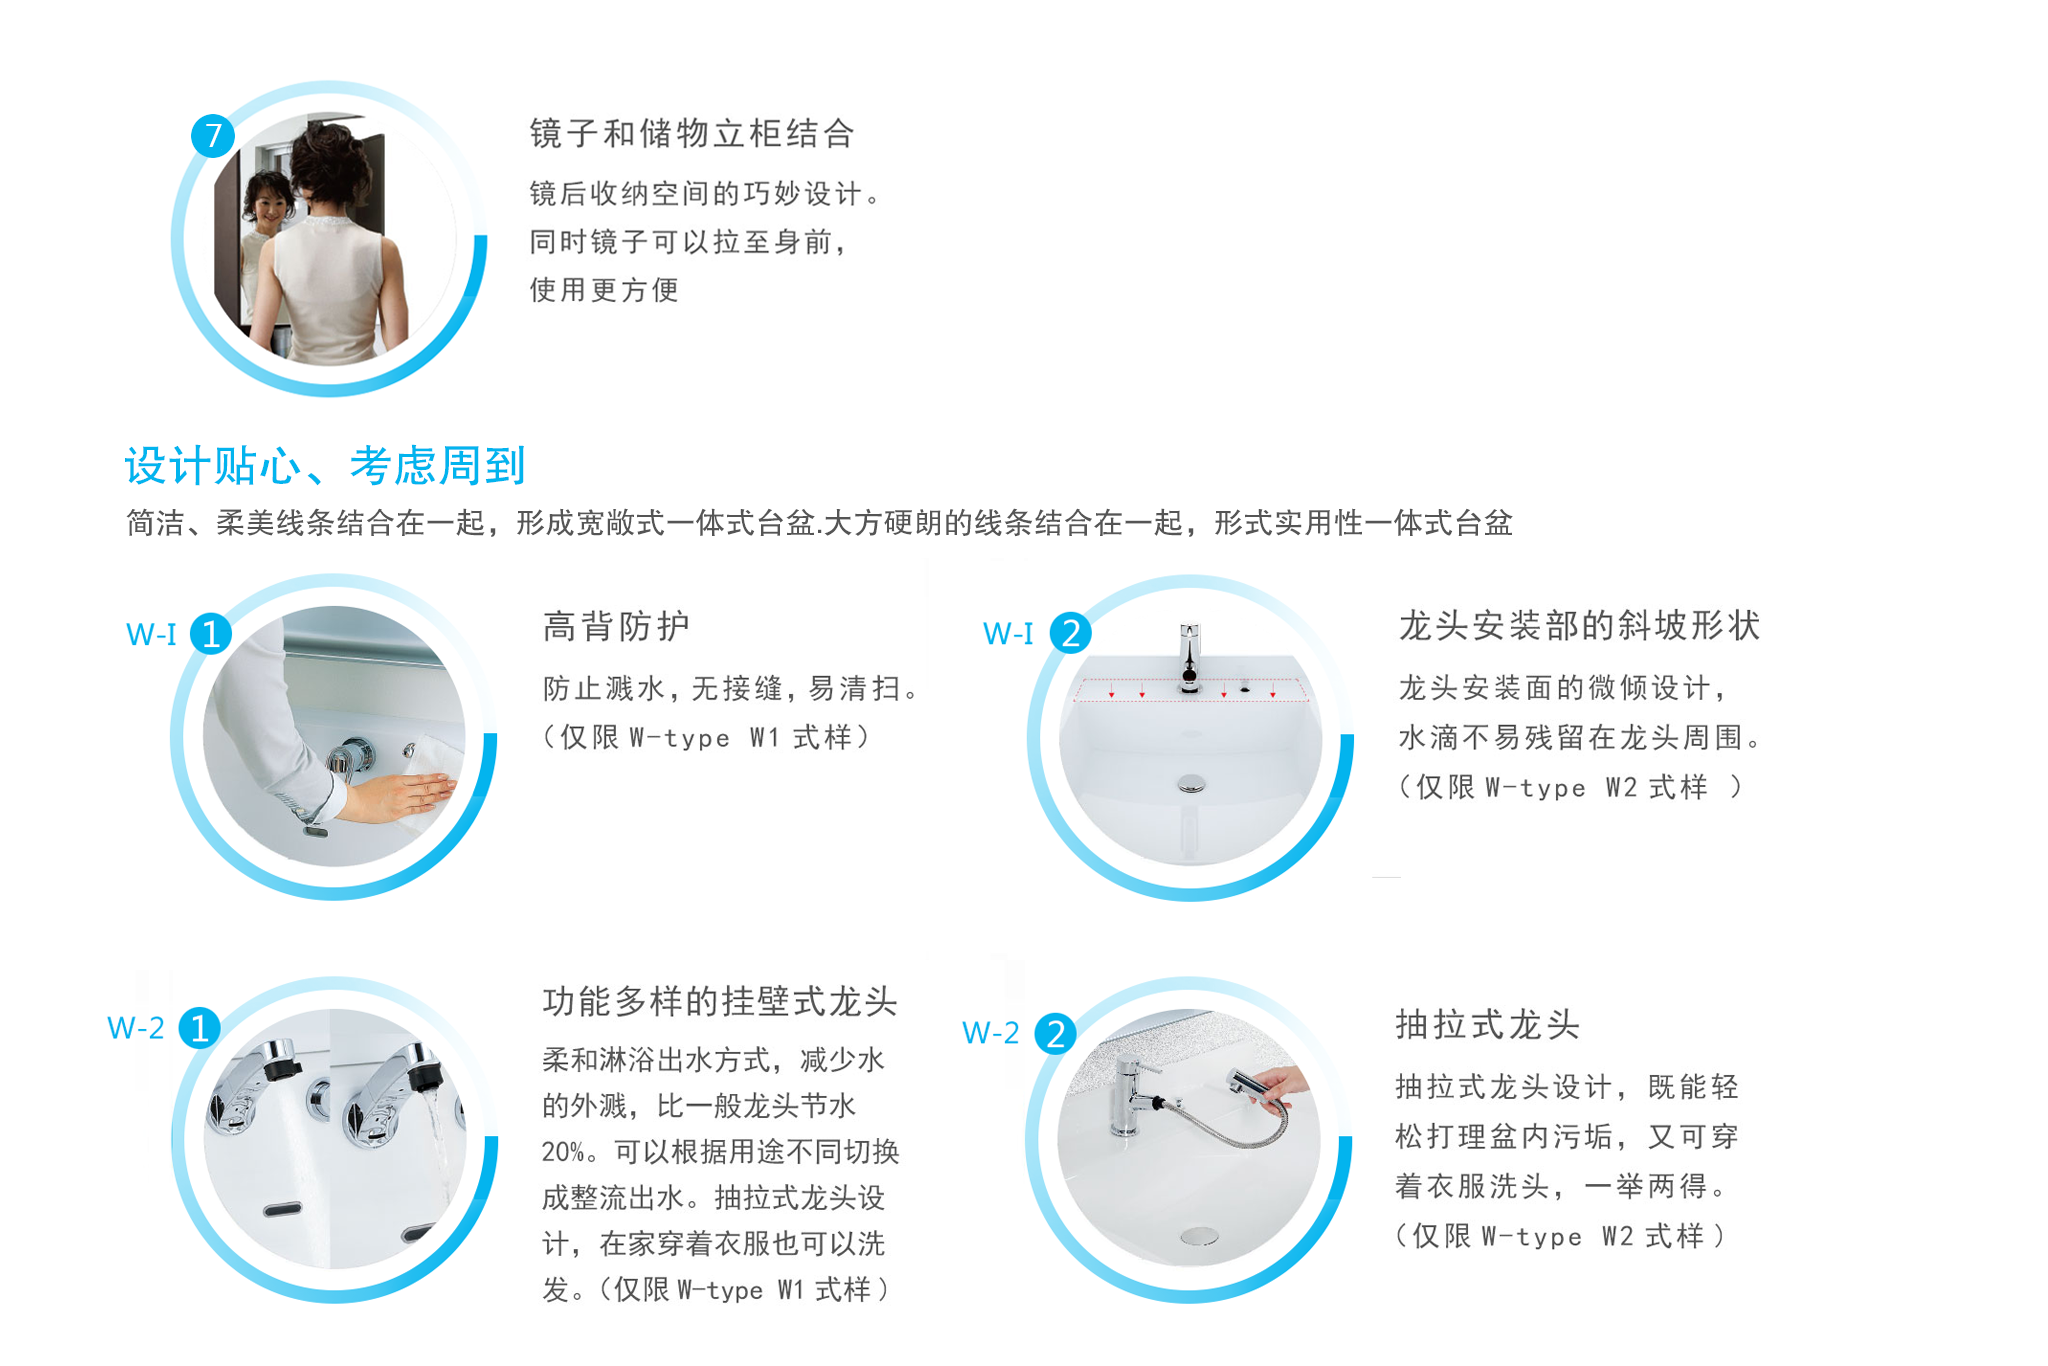 7
镜子和储物立柜结合
镜后收纳空间的巧妙设计。
同时镜子可以拉至身前，
使用更方便
设计贴心、考虑周到
简洁、柔美线条结合在一起，形成宽敞式一体式台盆.大方硬朗的线条结合在一起，形式实用性一体式台盆
W-I 1
高背防护
防止溅水，无接缝，易清扫。
（仅限 W-type W1 式样）
W-I 2
龙头安装部的斜坡形状
龙头安装面的微倾设计，
水滴不易残留在龙头周围。
（仅限 W-type W2 式样 ）
W-2 1
功能多样的挂壁式龙头
柔和淋浴出水方式，减少水
的外溅，比一般龙头节水
20%。可以根据用途不同切换
成整流出水。抽拉式龙头设
计，在家穿着衣服也可以洗
发。（仅限 W-type W1 式样）
W-2 2
抽拉式龙头
抽拉式龙头设计，既能轻
松打理盆内污垢，又可穿
着衣服洗头，一举两得。
（仅限 W-type W2 式样）